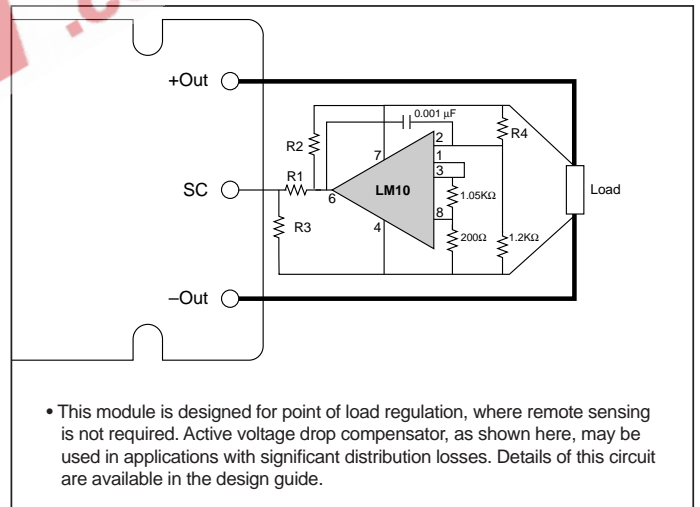 +Out
0.001 µF
R2
7
2
R4
1
R1
3
SC
6
LM10
Load
1.05KΩ
R3
4
8
200Ω
1.2KΩ
–Out
• This module is designed for point of load regulation, where remote sensing
is not required. Active voltage drop compensator, as shown here, may be
used in applications with significant distribution losses. Details of this circuit
are available in the design guide.